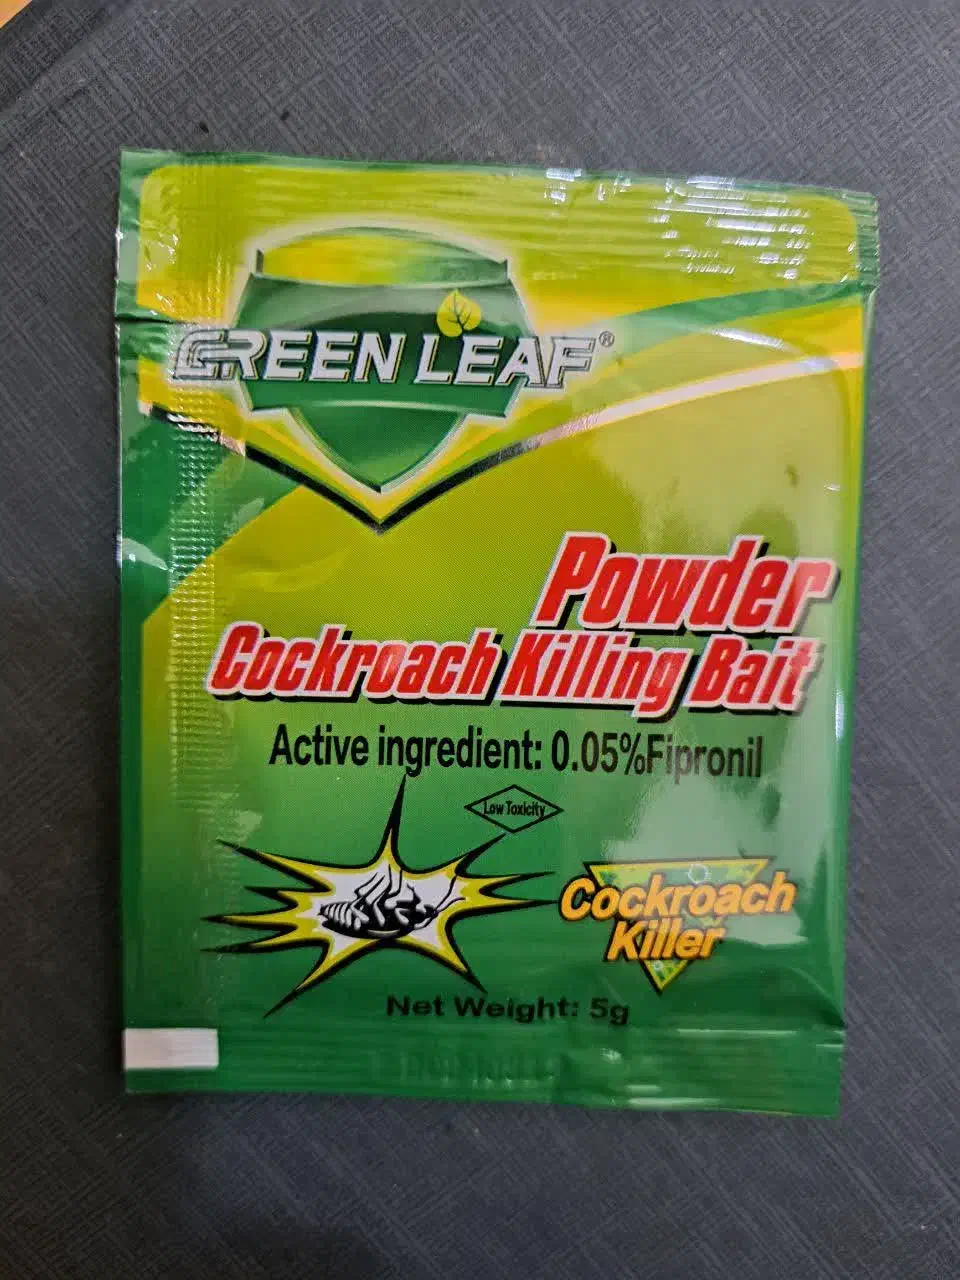 GREEN LEAF®
Powder
Cockroach Killing Bait
Active ingredient: 0.05%Fipronil
Low Toxicity
Cockroach
Killer
Net Weight: 5g